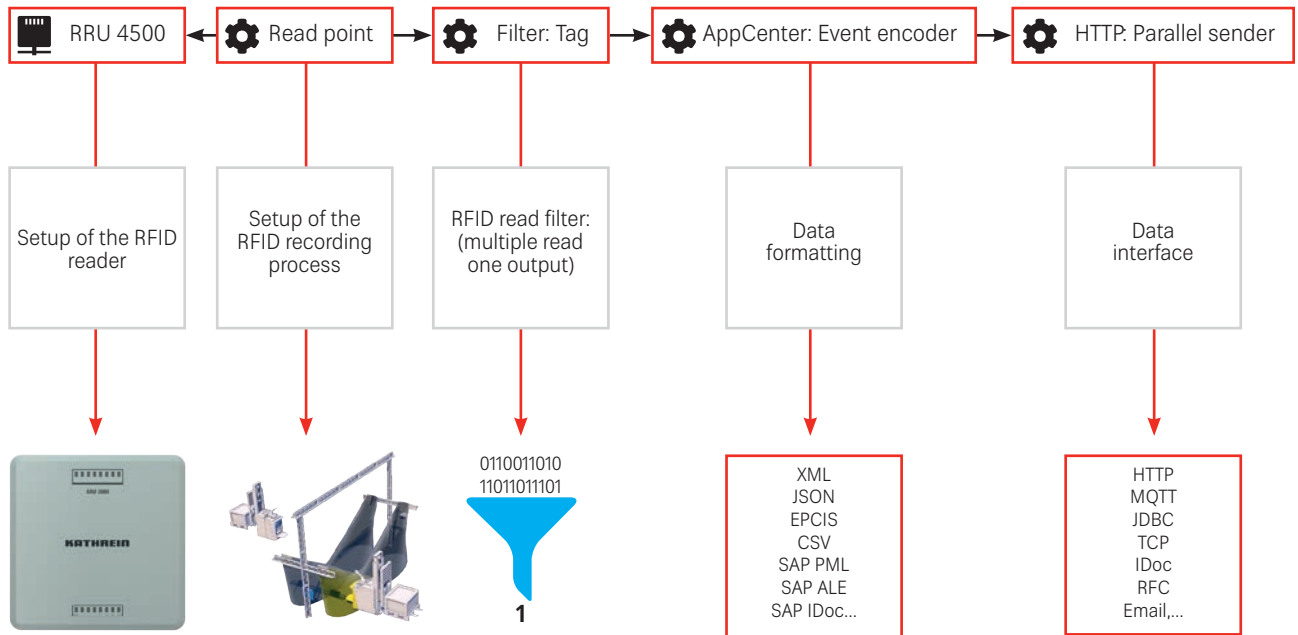 RRU 4500
Read point
Filter: Tag
AppCenter: Event encoder
HTTP: Parallel sender
Setup of the RFID
reader
Setup of the
RFID recording
process
RFID read filter:
(multiple read
one output)
Data
formatting
Data
interface
KATHREIN
0110011010
11011011101
1
XML
JSON
EPCIS
CSV
SAP PML
SAP ALE
SAP IDoc...
HTTP
MQTT
JDBC
TCP
IDoc
RFC
Email,...